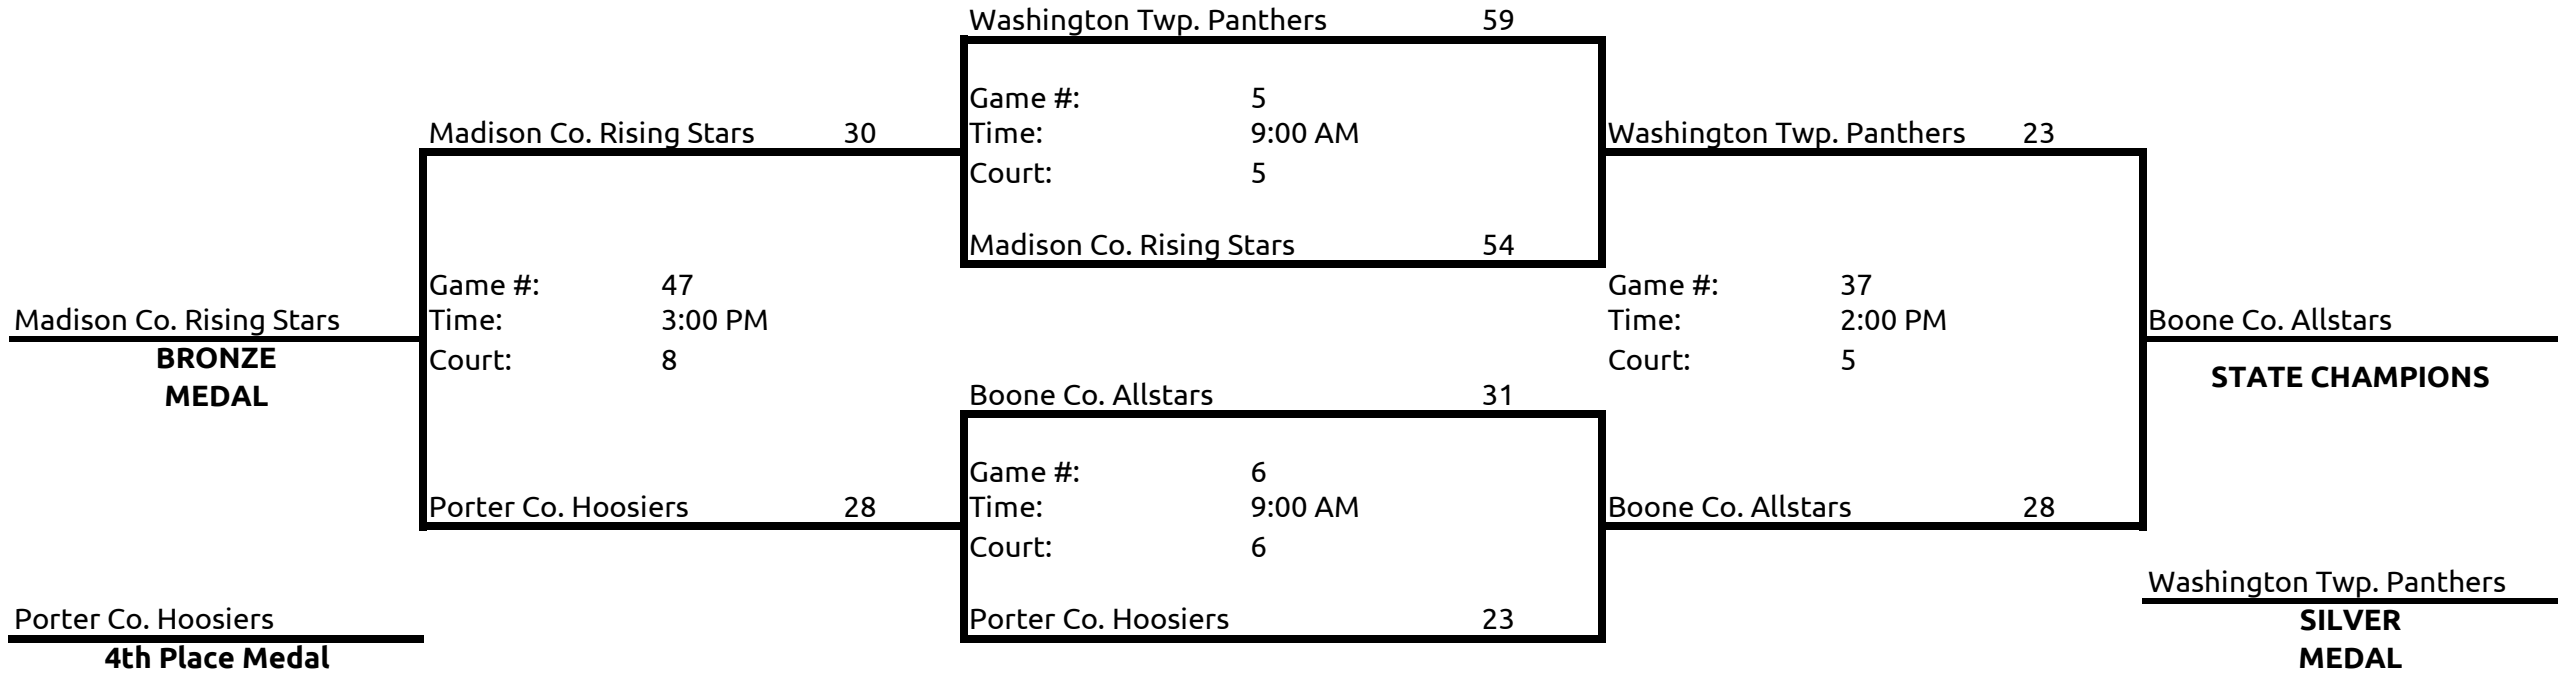 Washington Twp. Panthers 59
Game #: 5
Madison Co. Rising Stars 30
Time: 9:00 AM
Washington Twp. Panthers 23
Court: 5
Madison Co. Rising Stars 54
Game #: 47
Game #: 37
Madison Co. Rising Stars
Time: 3:00 PM
Time: 2:00 PM
Boone Co. Allstars
BRONZE
MEDAL
Court: 8
Court: 5
STATE CHAMPIONS
Boone Co. Allstars 31
Game #: 6
Porter Co. Hoosiers 28
Time: 9:00 AM
Boone Co. Allstars 28
Court: 6
Washington Twp. Panthers
SILVER
MEDAL
Porter Co. Hoosiers
4th Place Medal
Porter Co. Hoosiers 23